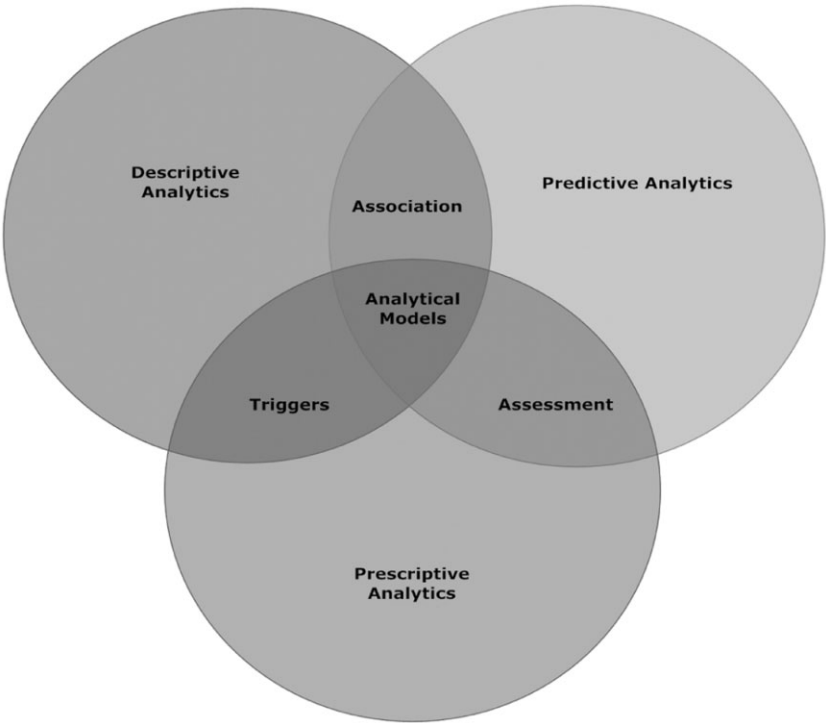 Descriptive
Analytics
Predictive Analytics
Association
Analytical
Models
Triggers
Assessment
Prescriptive
Analytics